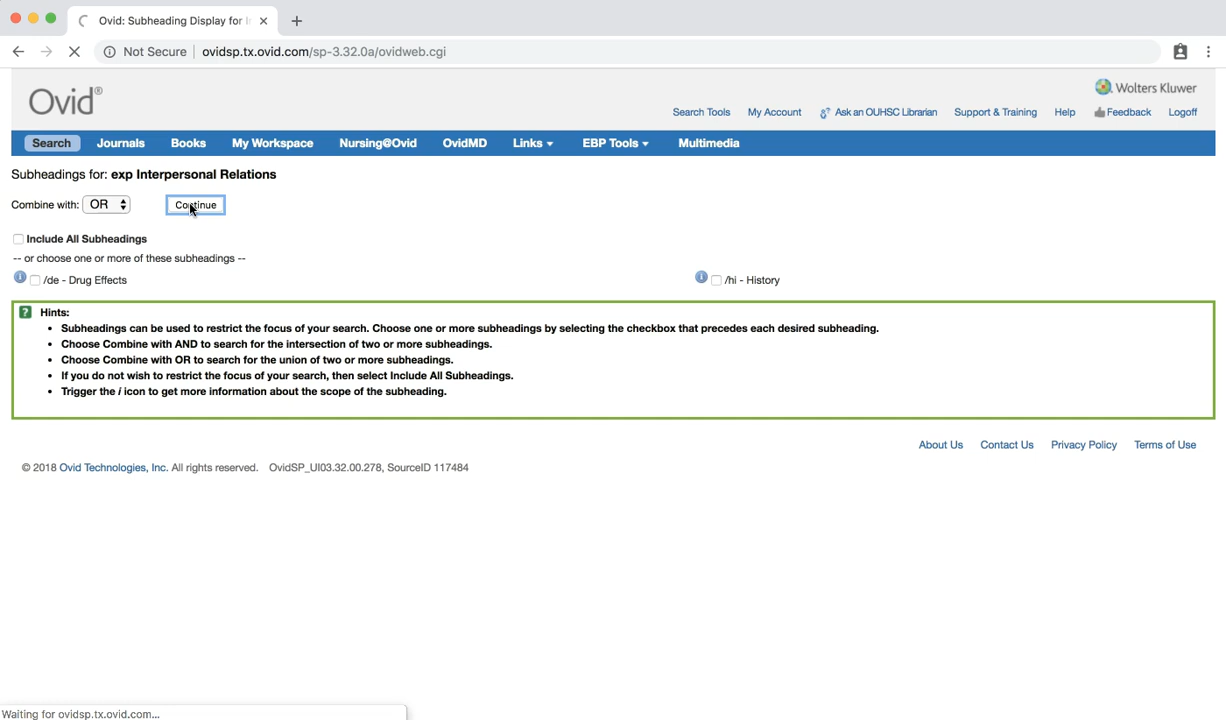 Ovid: Subheading Display for
Not Secure
ovidsp.tx.ovid.com/sp-3.32.0a/ovidweb.cgi
Ovid®
Wolters Kluwer
Search Tools My Account Ask an OUHSC Librarian Support & Training Help Feedback Logoff
Search Journals Books My Workspace Nursing@Ovid OvidMD Links EBP Tools Multimedia
Subheadings for: exp Interpersonal Relations
Combine with: OR Continue
Include All Subheadings
-- or choose one or more of these subheadings --
i /de - Drug Effects i /hi - History
? Hints:
• Subheadings can be used to restrict the focus of your search. Choose one or more subheadings by selecting the checkbox that precedes each desired subheading.
• Choose Combine with AND to search for the intersection of two or more subheadings.
• Choose Combine with OR to search for the union of two or more subheadings.
• If you do not wish to restrict the focus of your search, then select Include All Subheadings.
• Trigger the i icon to get more information about the scope of the subheading.
About Us Contact Us Privacy Policy Terms of Use
© 2018 Ovid Technologies, Inc. All rights reserved. OvidSP_UI03.32.00.278, SourceID 117484
Waiting for ovidsp.tx.ovid.com...